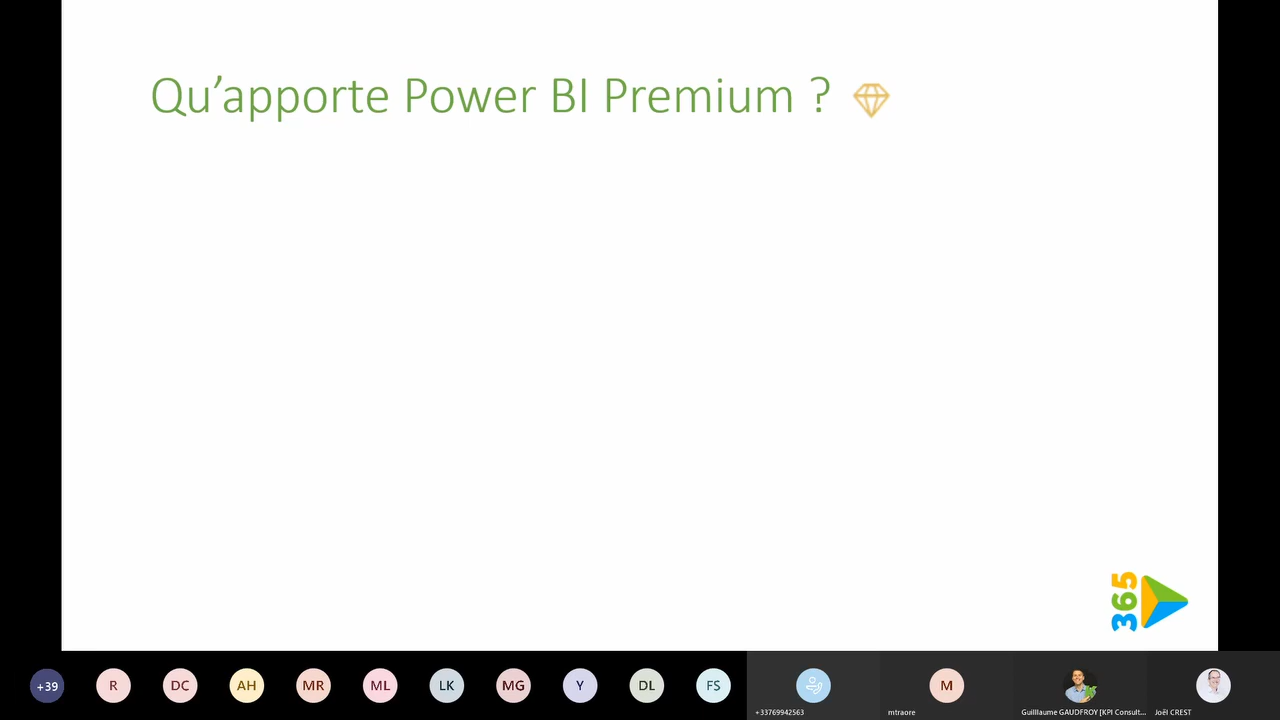 Qu'apporte Power BI Premium ?
365
+39
R
DC
AH
MR
ML
LK
MG
Y
DL
FS
M
+33769942563
mtraore
Guilllaume GAUDFROY [KPI Consult...
Joël CREST